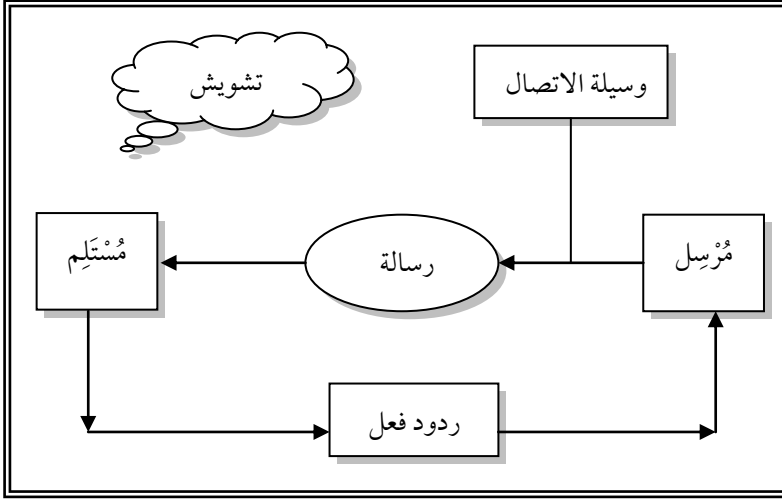 وسيلة الاتصال
تشويش
مُرْسِل
رسالة
مُسْتَلِم
ردود فعل